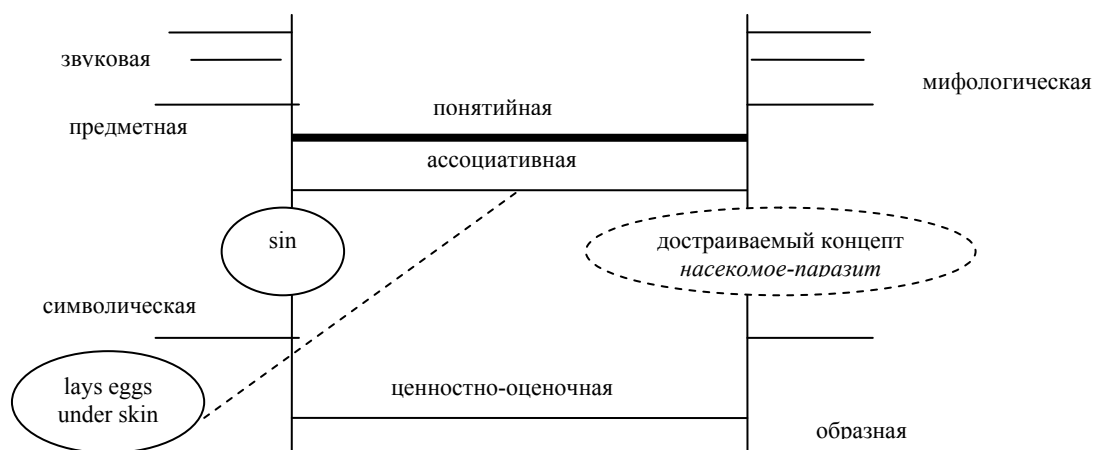 звуковая
мифологическая
понятийная
предметная
ассоциативная
sin
достраиваемый концепт
насекомое-паразит
символическая
lays eggs
under skin
ценностно-оценочная
образная